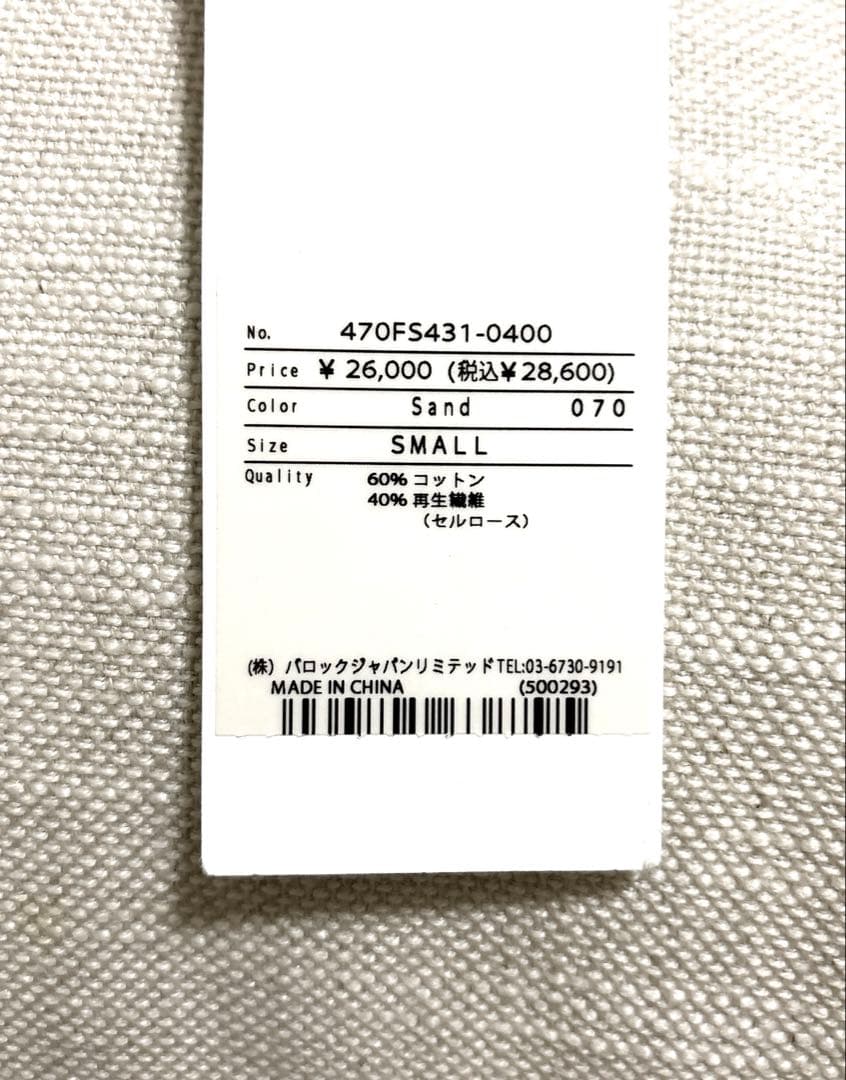 No. 470FS431-0400
Price ¥ 26,000 (税込¥28,600)
Color Sand 070
Size SMALL
Quality 60% コットン
40% 再生繊維
(セルロース)
(株) バロックジャパンリミテッド TEL:03-6730-9191
MADE IN CHINA (500293)